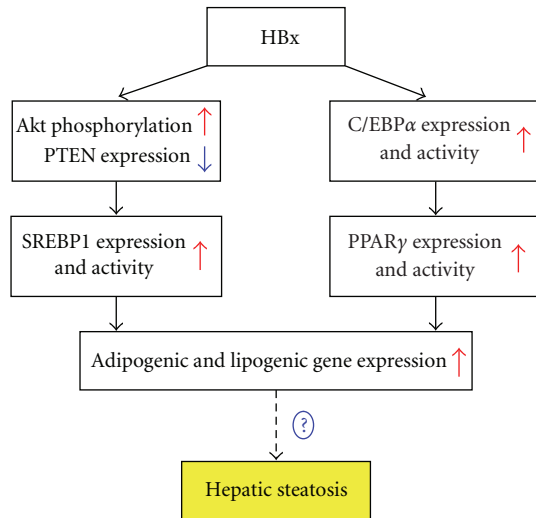 HBx
Akt phosphorylation
PTEN expression
C/EBPα expression
and activity
SREBP1 expression
and activity
PPARγ expression
and activity
Adipogenic and lipogenic gene expression
?
Hepatic steatosis